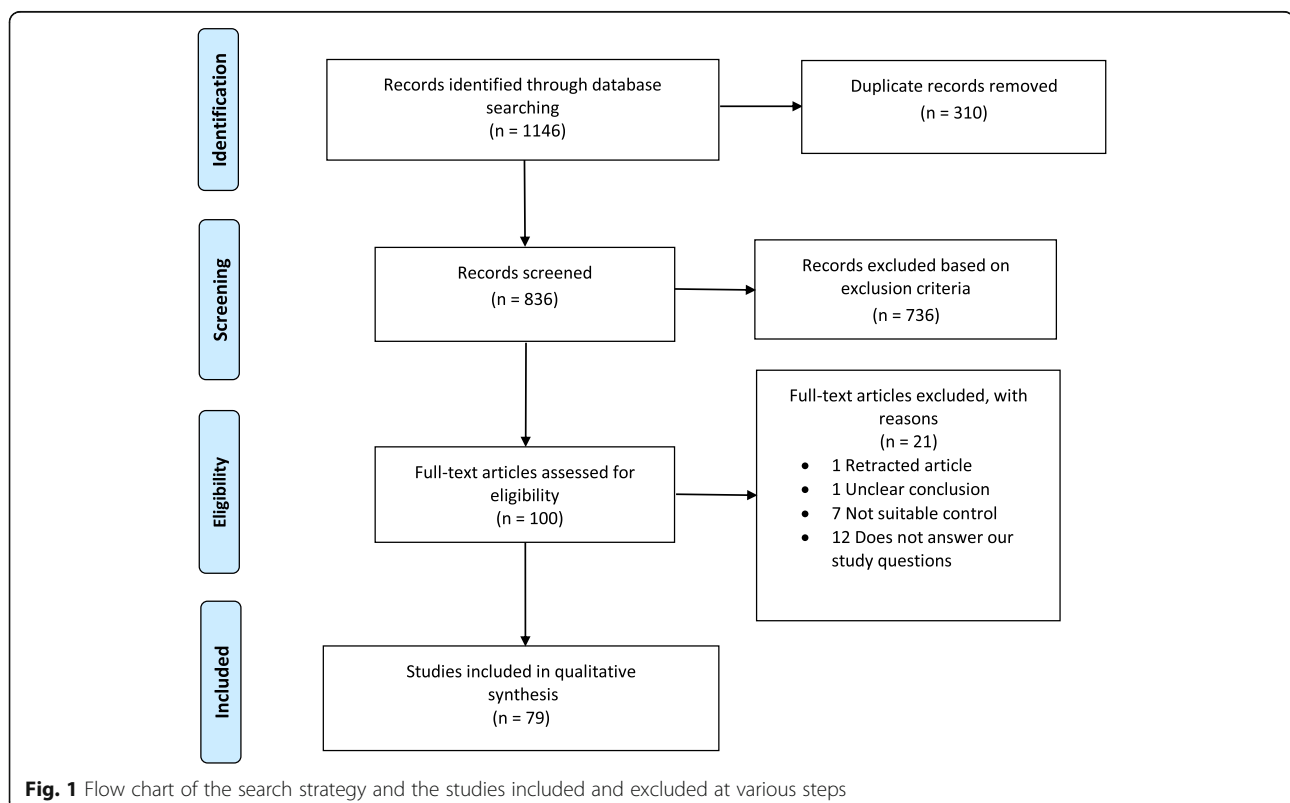 Identification
Records identified through database
searching
(n = 1146)
Duplicate records removed
(n = 310)
Screening
Records screened
(n = 836)
Records excluded based on
exclusion criteria
(n = 736)
Eligibility
Full-text articles assessed for
eligibility
(n = 100)
Full-text articles excluded, with
reasons
(n = 21)
• 1 Retracted article
• 1 Unclear conclusion
• 7 Not suitable control
• 12 Does not answer our
study questions
Included
Studies included in qualitative
synthesis
(n = 79)
Fig. 1 Flow chart of the search strategy and the studies included and excluded at various steps